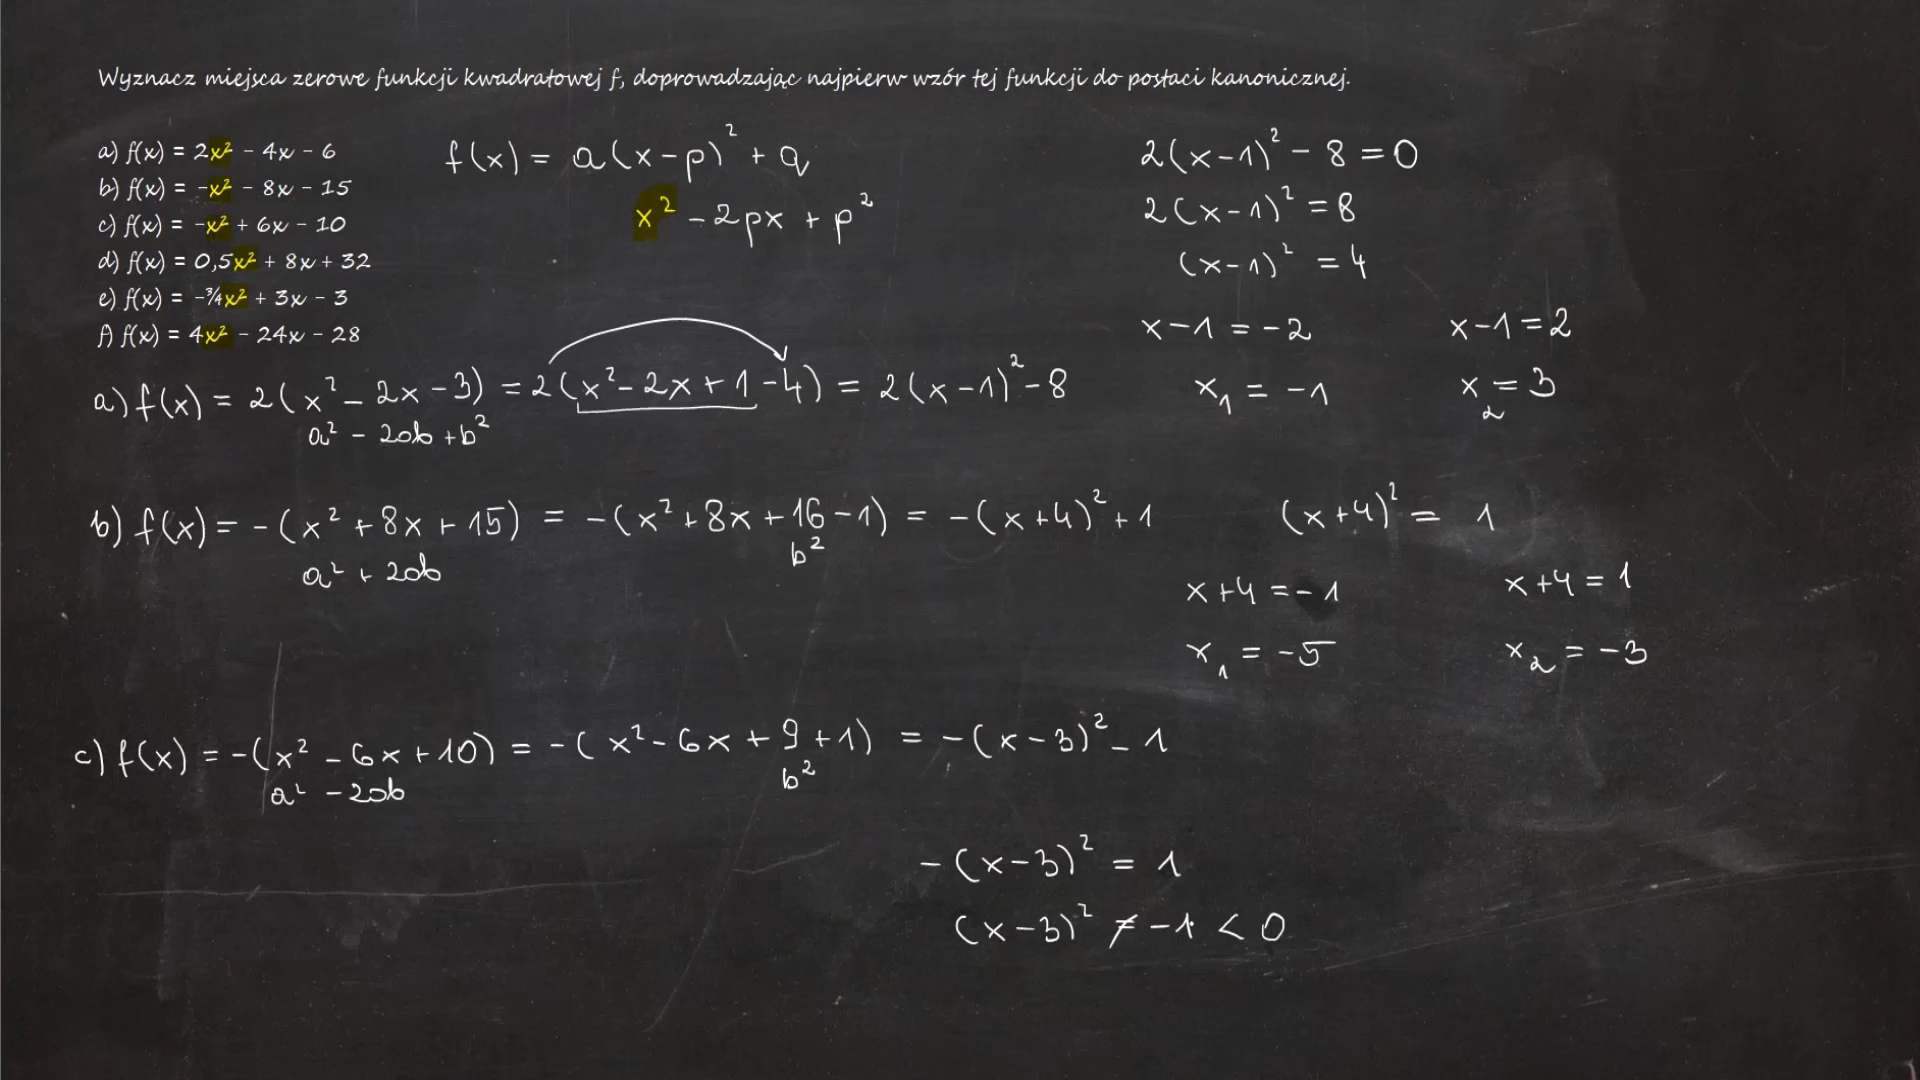 Wyznacz miejsca zerowe funkcji kwadratowej f, doprowadzając najpierw wzór tej funkcji do postaci kanonicznej.
a) f(x) = 2x² - 4x - 6
b) f(x) = -x² - 8x - 15
c) f(x) = -x² + 6x - 10
d) f(x) = 0,5x² + 8x + 32
e) f(x) = -¾x² + 3x - 3
f) f(x) = 4x² - 24x - 28
f(x) = a(x-p)² + q
x² - 2px + p²
2(x-1)² - 8 = 0
2(x-1)² = 8
(x-1)² = 4
x-1 = -2    x-1 = 2
x₁ = -1    x₂ = 3
a) f(x) = 2(x² - 2x - 3) = 2(x² - 2x + 1 - 4) = 2(x-1)² - 8
a² - 2ab + b²
b) f(x) = -(x² + 8x + 15) = -(x² + 8x + 16 - 1) = -(x+4)² + 1    (x+4)² = 1
a² + 2ab    b²
x+4 = -1    x+4 = 1
x₁ = -5    x₂ = -3
c) f(x) = -(x² - 6x + 10) = -(x² - 6x + 9 + 1) = -(x-3)² - 1
a² - 2ab    b²
-(x-3)² = 1
(x-3)² ≠ -1 < 0